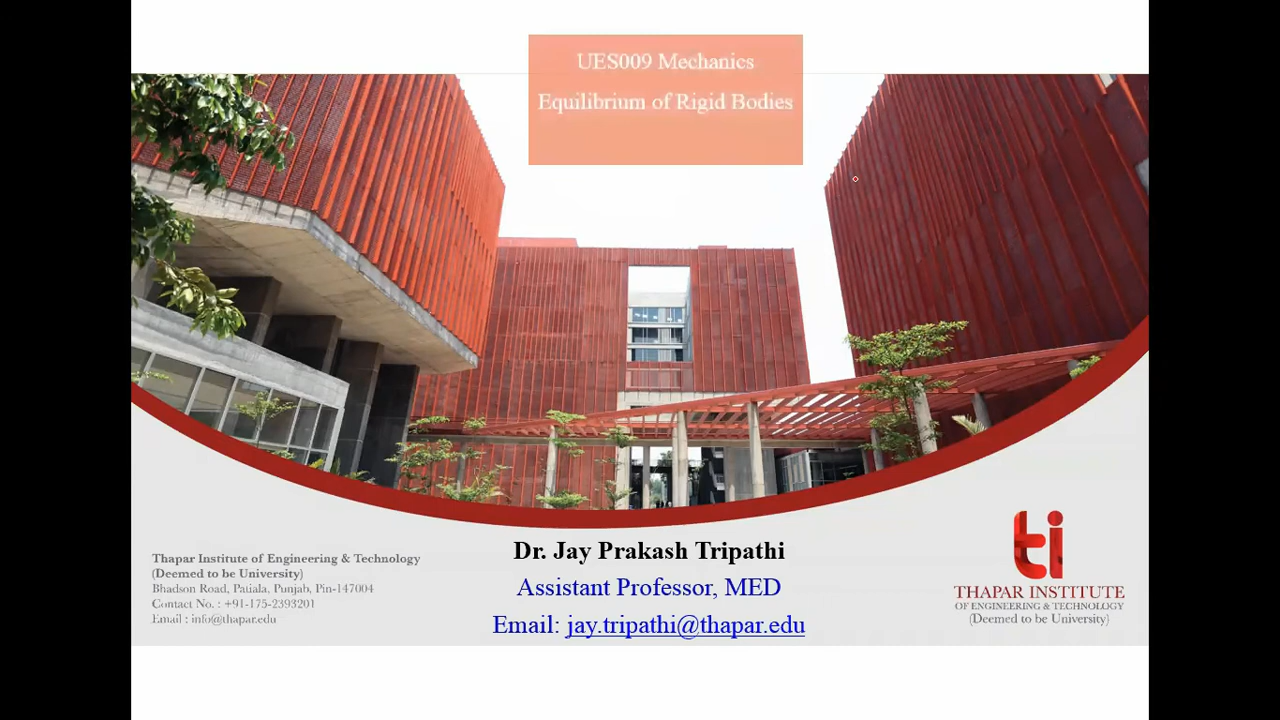 UES009 Mechanics
Equilibrium of Rigid Bodies
Dr. Jay Prakash Tripathi
Assistant Professor, MED
Email: jay.tripathi@thapar.edu
Thapar Institute of Engineering & Technology
(Deemed to be University)
Bhadson Road, Patiala, Punjab, Pin-147004
Contact No. : +91-175-2393201
Email : info@thapar.edu
ti
THAPAR INSTITUTE
OF ENGINEERING & TECHNOLOGY
(Deemed to be University)